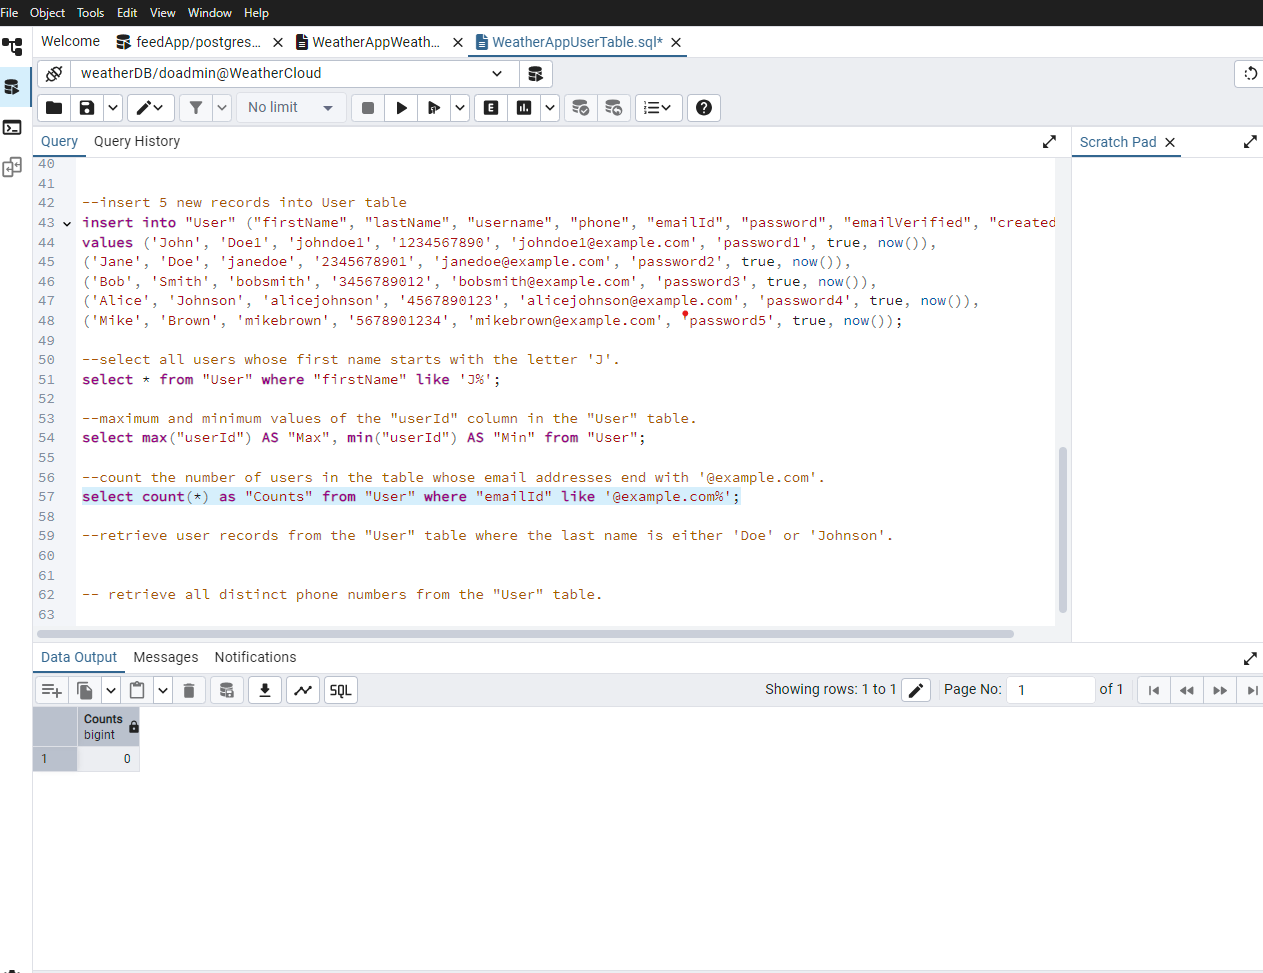 File Object Tools Edit View Window Help
Welcome feedApp/postgres... WeatherAppWeath... WeatherAppUserTable.sql*
weatherDB/doadmin@WeatherCloud
No limit E
Query Query History Scratch Pad
40
41
42 --insert 5 new records into User table
43 insert into "User" ("firstName", "lastName", "username", "phone", "emailId", "password", "emailVerified", "created
44 values ('John', 'Doe1', 'johndoe1', '1234567890', 'johndoe1@example.com', 'password1', true, now()),
45 ('Jane', 'Doe', 'janedoe', '2345678901', 'janedoe@example.com', 'password2', true, now()),
46 ('Bob', 'Smith', 'bobsmith', '3456789012', 'bobsmith@example.com', 'password3', true, now()),
47 ('Alice', 'Johnson', 'alicejohnson', '4567890123', 'alicejohnson@example.com', 'password4', true, now()),
48 ('Mike', 'Brown', 'mikebrown', '5678901234', 'mikebrown@example.com', 'password5', true, now());
49
50 --select all users whose first name starts with the letter 'J'.
51 select * from "User" where "firstName" like 'J%';
52
53 --maximum and minimum values of the "userId" column in the "User" table.
54 select max("userId") AS "Max", min("userId") AS "Min" from "User";
55
56 --count the number of users in the table whose email addresses end with '@example.com'.
57 select count(*) as "Counts" from "User" where "emailId" like '@example.com%';
58
59 --retrieve user records from the "User" table where the last name is either 'Doe' or 'Johnson'.
60
61
62 -- retrieve all distinct phone numbers from the "User" table.
63
Data Output Messages Notifications
SQL Showing rows: 1 to 1 Page No: 1 of 1
Counts
bigint
1 0